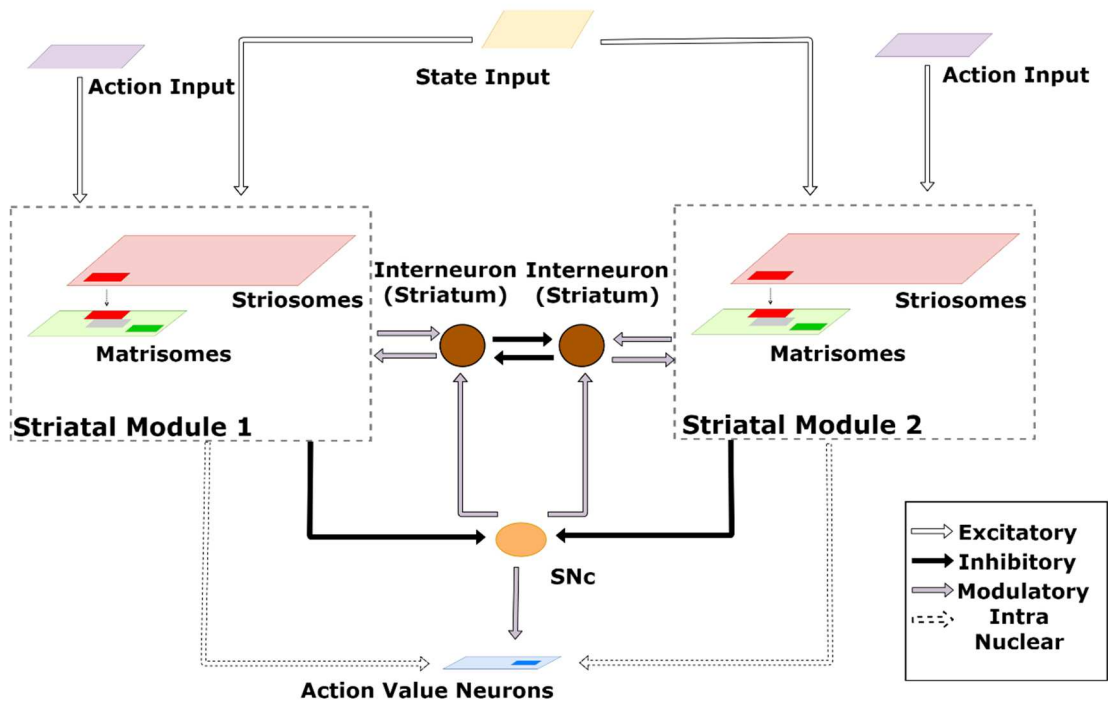 Action Input
State Input
Action Input
Interneuron
(Striatum)
Interneuron
(Striatum)
Striosomes
Matrisomes
Striatal Module 1
Striosomes
Matrisomes
Striatal Module 2
SNc
Action Value Neurons
Excitatory
Inhibitory
Modulatory
Intra
Nuclear